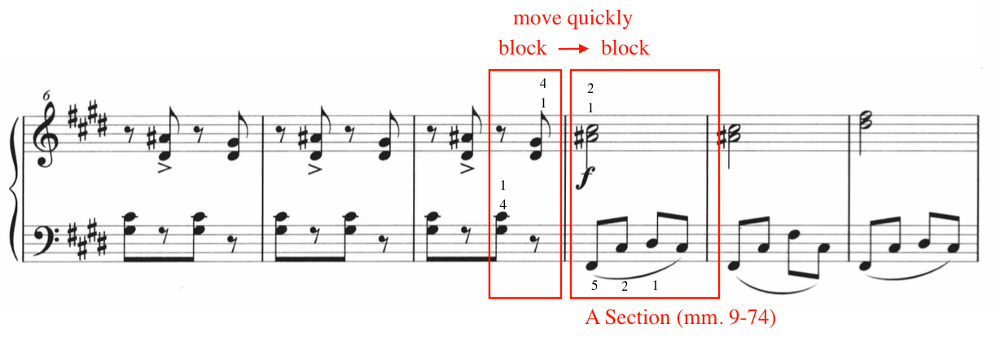 move quickly
block → block
6
4
1
2
1
f
1
4
5 2 1
A Section (mm. 9-74)